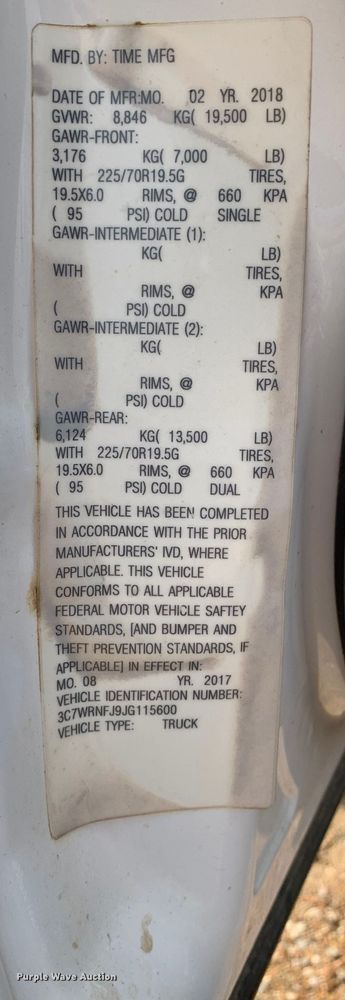 MFD. BY: TIME MFG
DATE OF MFR:MO. 02 YR. 2018
GVWR: 8,846 KG( 19,500 LB)
GAWR-FRONT:
3,176 KG( 7,000 LB)
WITH 225/70R19.5G TIRES,
19.5X6.0 RIMS, @ 660 KPA
( 95 PSI) COLD SINGLE
GAWR-INTERMEDIATE (1):
KG( LB)
WITH TIRES,
RIMS, @ KPA
( PSI) COLD
GAWR-INTERMEDIATE (2):
KG( LB)
WITH TIRES,
RIMS, @ KPA
( PSI) COLD
GAWR-REAR:
6,124 KG( 13,500 LB)
WITH 225/70R19.5G TIRES,
19.5X6.0 RIMS, @ 660 KPA
( 95 PSI) COLD DUAL
THIS VEHICLE HAS BEEN COMPLETED
IN ACCORDANCE WITH THE PRIOR
MANUFACTURERS' IVD, WHERE
APPLICABLE. THIS VEHICLE
CONFORMS TO ALL APPLICABLE
FEDERAL MOTOR VEHICLE SAFTEY
STANDARDS, [AND BUMPER AND
THEFT PREVENTION STANDARDS, IF
APPLICABLE] IN EFFECT IN:
MO. 08 YR. 2017
VEHICLE IDENTIFICATION NUMBER:
3C7WRNFJ9JG115600
VEHICLE TYPE: TRUCK
Purple Wave Auction